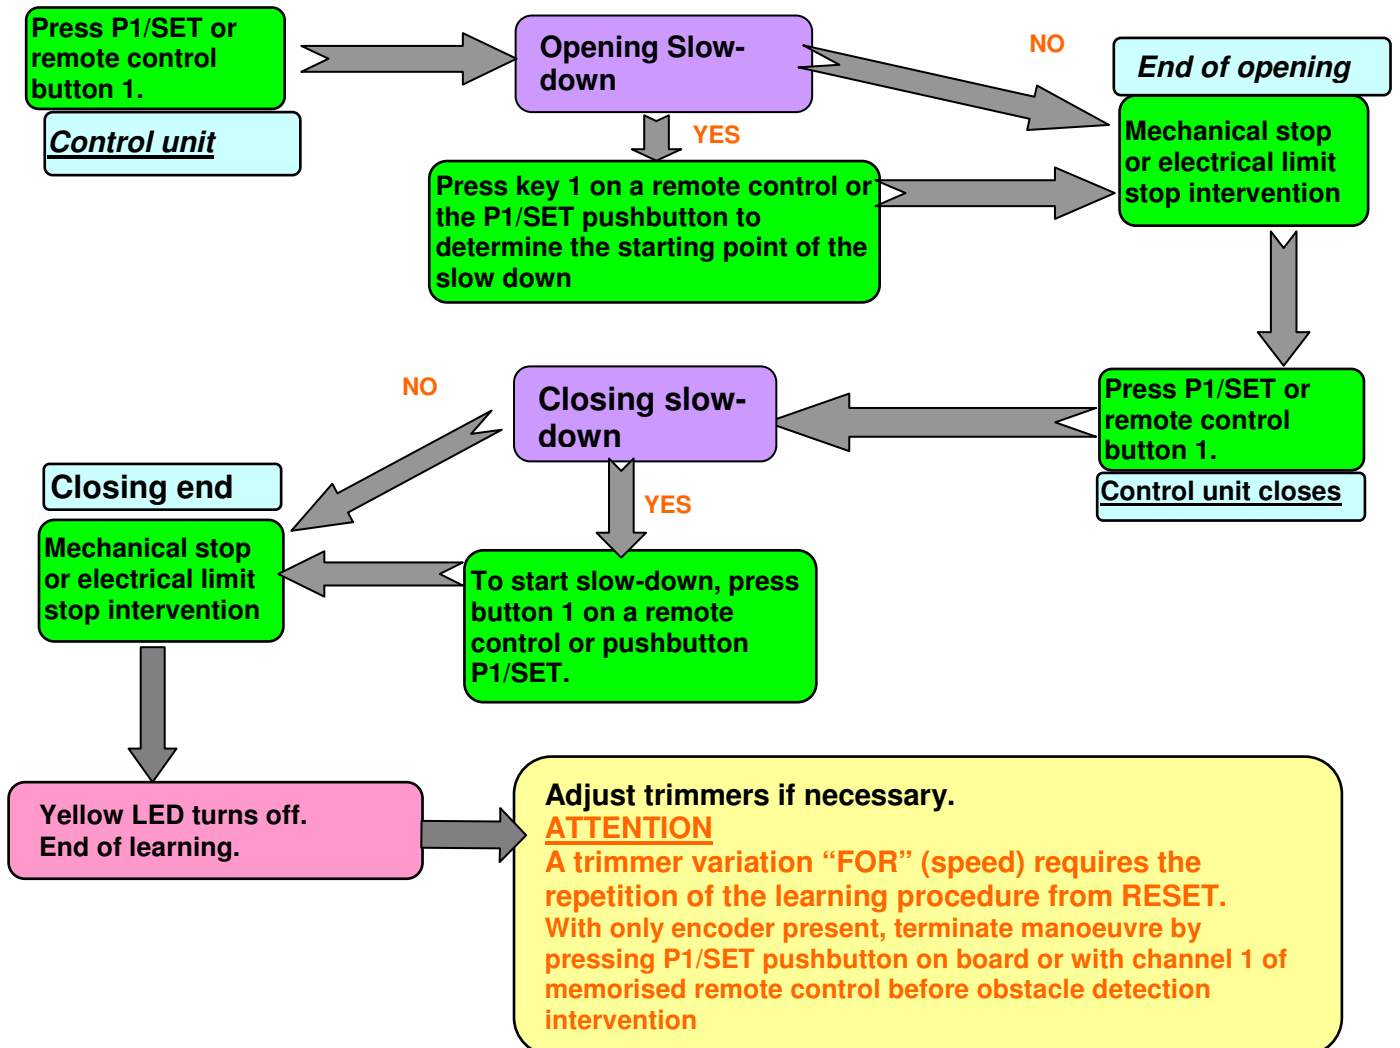 Press P1/SET or
remote control
button 1.
Control unit
Opening Slow-
down
NO
YES
End of opening
Mechanical stop
or electrical limit
stop intervention
Press key 1 on a remote control or
the P1/SET pushbutton to
determine the starting point of the
slow down
Press P1/SET or
remote control
button 1.
Control unit closes
Closing slow-
down
NO
YES
Closing end
Mechanical stop
or electrical limit
stop intervention
To start slow-down, press
button 1 on a remote
control or pushbutton
P1/SET.
Yellow LED turns off.
End of learning.
Adjust trimmers if necessary.
ATTENTION
A trimmer variation “FOR” (speed) requires the
repetition of the learning procedure from RESET.
With only encoder present, terminate manoeuvre by
pressing P1/SET pushbutton on board or with channel 1 of
memorised remote control before obstacle detection
intervention